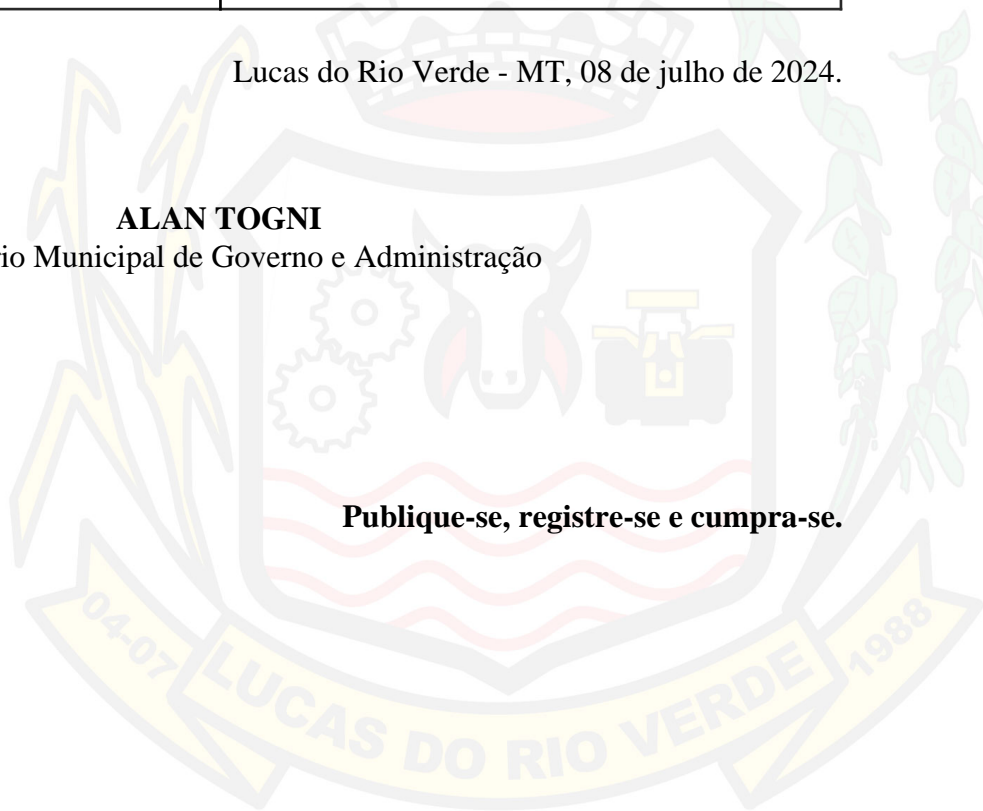 Lucas do Rio Verde - MT, 08 de julho de 2024.
ALAN TOGNI
rio Municipal de Governo e Administração
Publique-se, registre-se e cumpra-se.
04-07
LUCAS DO RIO VERDE
1988